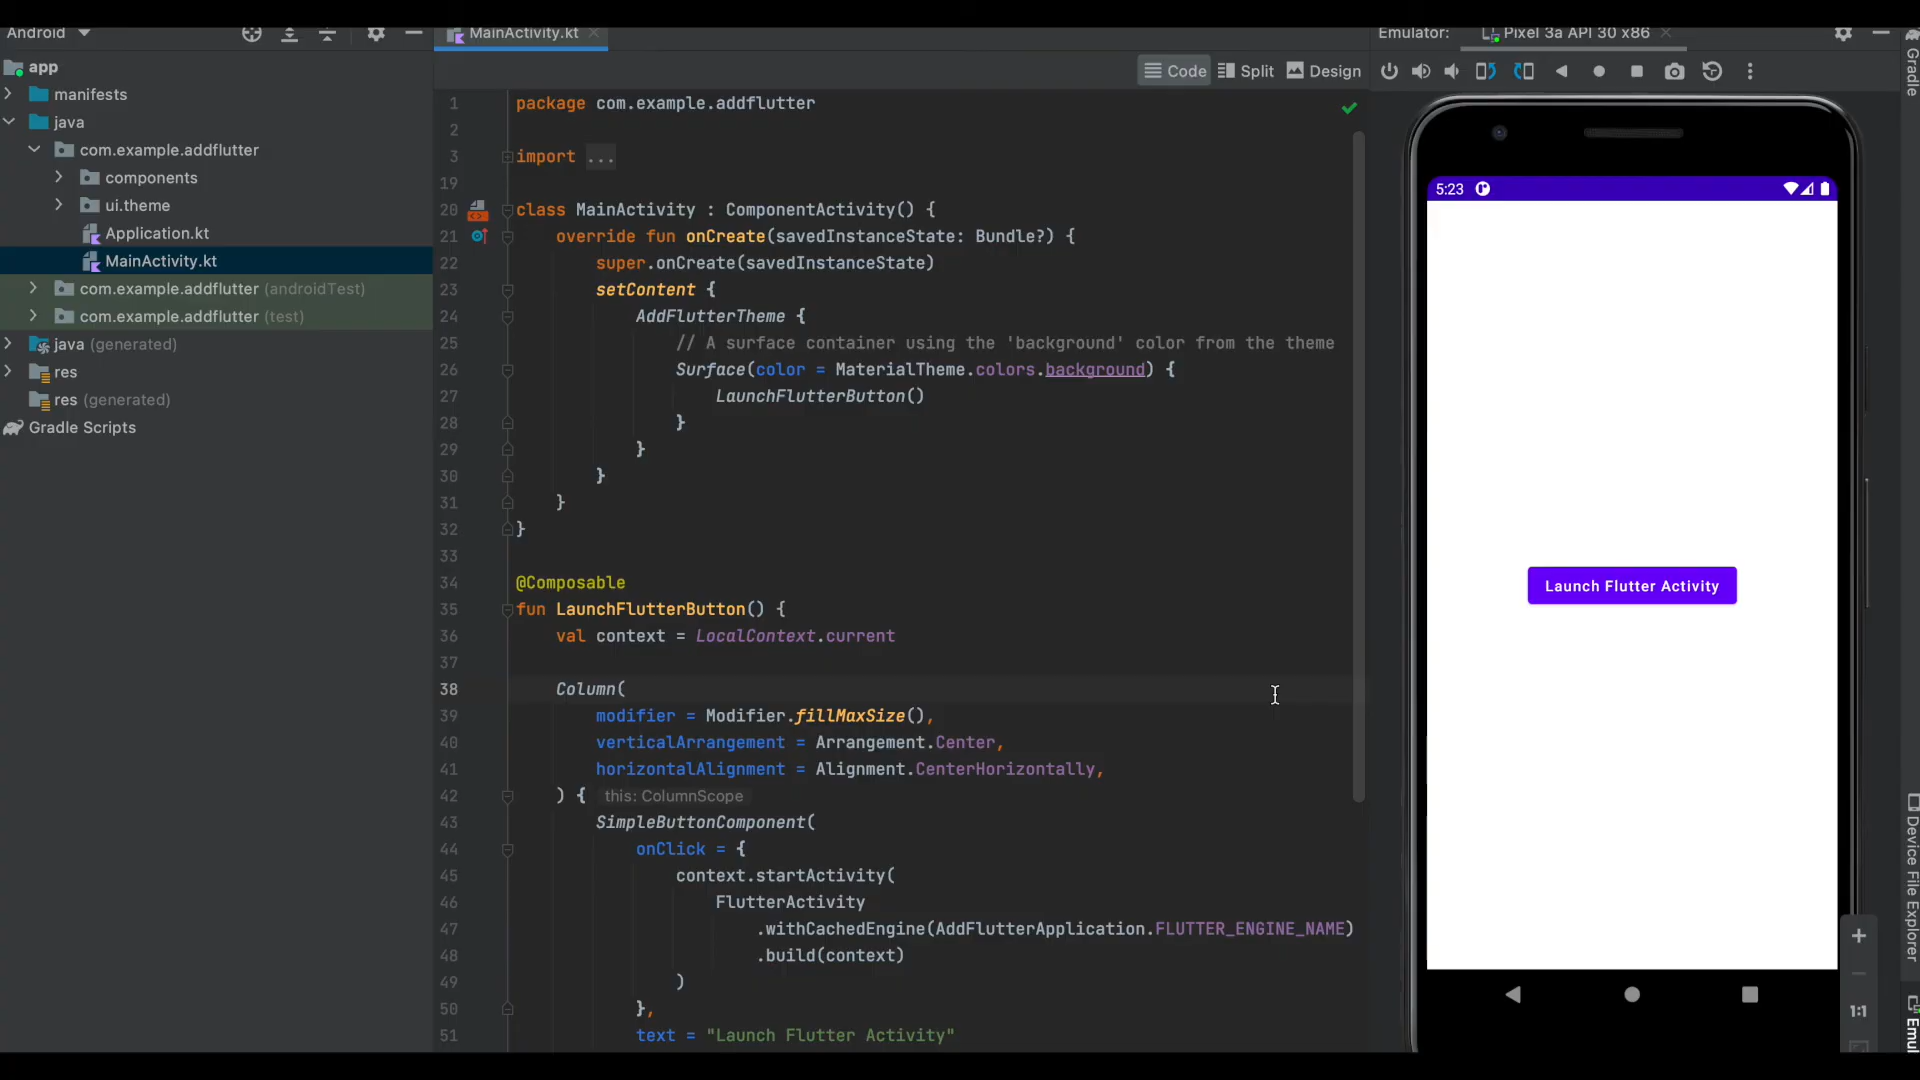 Android
app
manifests
java
com.example.addflutter
components
ui.theme
Application.kt
MainActivity.kt
com.example.addflutter (androidTest)
com.example.addflutter (test)
java (generated)
res
res (generated)
Gradle Scripts
MainActivity.kt
Code Split Design
1 package com.example.addflutter
2
3 import ...
19
20 class MainActivity : ComponentActivity() {
21 override fun onCreate(savedInstanceState: Bundle?) {
22 super.onCreate(savedInstanceState)
23 setContent {
24 AddFlutterTheme {
25 // A surface container using the 'background' color from the theme
26 Surface(color = MaterialTheme.colors.background) {
27 LaunchFlutterButton()
28 }
29 }
30 }
31 }
32 }
33
34 @Composable
35 fun LaunchFlutterButton() {
36 val context = LocalContext.current
37
38 Column(
39 modifier = Modifier.fillMaxSize(),
40 verticalArrangement = Arrangement.Center,
41 horizontalAlignment = Alignment.CenterHorizontally,
42 ) { this: ColumnScope
43 SimpleButtonComponent(
44 onClick = {
45 context.startActivity(
46 FlutterActivity
47 .withCachedEngine(AddFlutterApplication.FLUTTER_ENGINE_NAME)
48 .build(context)
49 )
50 },
51 text = "Launch Flutter Activity"
Emulator: Pixel 3a API 30 x86
5:23
Launch Flutter Activity
1:1
Gradle
Device File Explorer